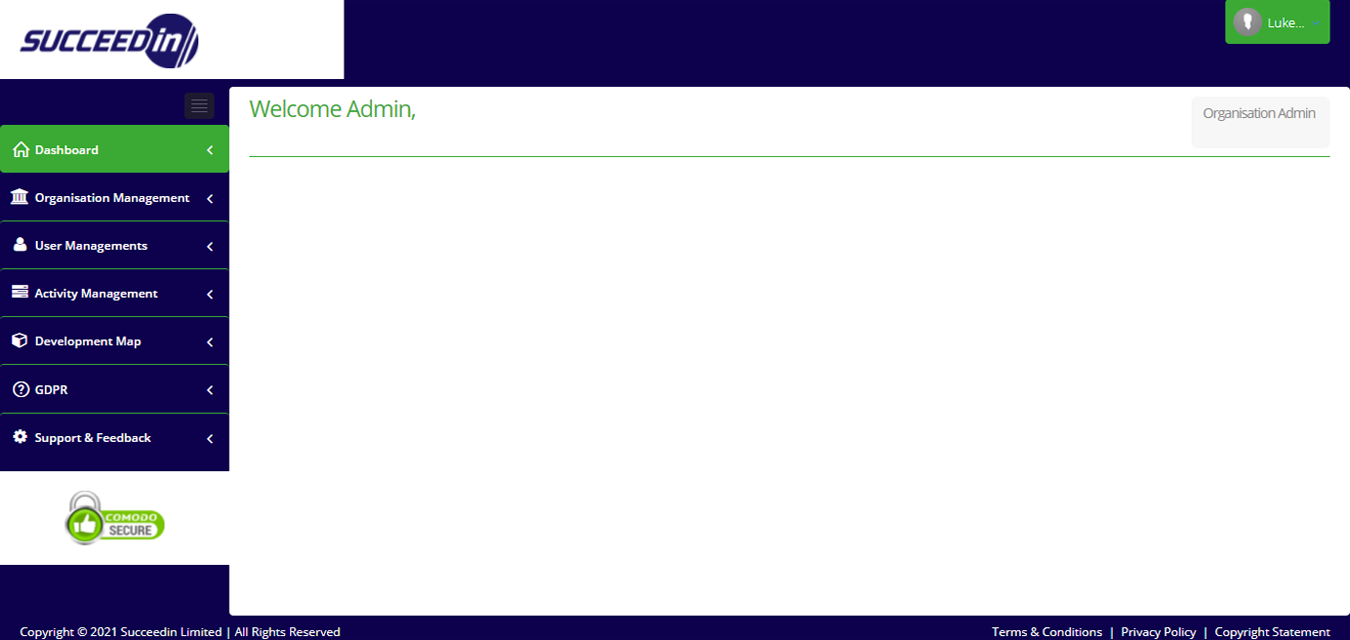 SUCCEEDin
Luke...
Welcome Admin,
Organisation Admin
Dashboard
Organisation Management
User Managements
Activity Management
Development Map
GDPR
Support & Feedback
COMODO
SECURE
Copyright © 2021 Succeedin Limited | All Rights Reserved
Terms & Conditions | Privacy Policy | Copyright Statement